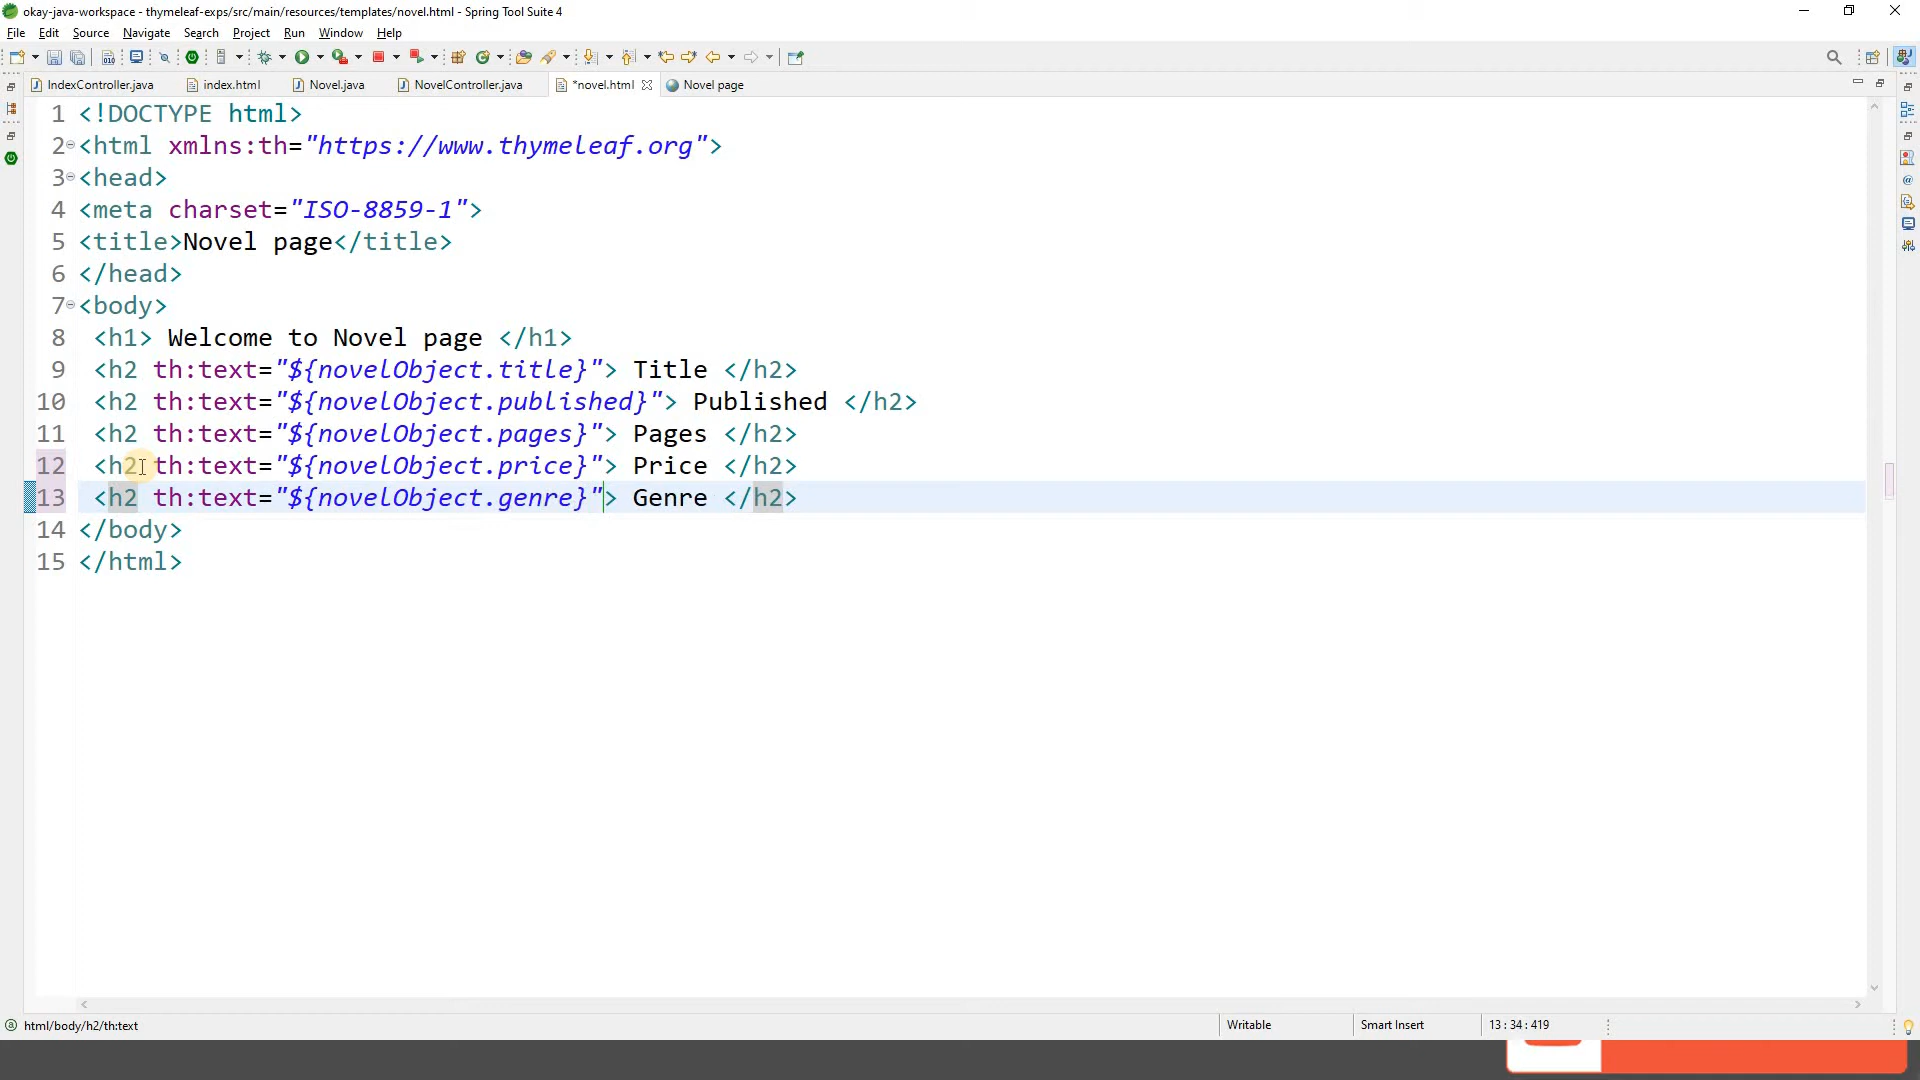 okay-java-workspace - thymeleaf-exps/src/main/resources/templates/novel.html - Spring Tool Suite 4
File Edit Source Navigate Search Project Run Window Help
IndexController.java index.html Novel.java NovelController.java *novel.html Novel page
1 <!DOCTYPE html>
2 <html xmlns:th="https://www.thymeleaf.org">
3 <head>
4 <meta charset="ISO-8859-1">
5 <title>Novel page</title>
6 </head>
7 <body>
8 <h1> Welcome to Novel page </h1>
9 <h2 th:text="${novelObject.title}"> Title </h2>
10 <h2 th:text="${novelObject.published}"> Published </h2>
11 <h2 th:text="${novelObject.pages}"> Pages </h2>
12 <h2 th:text="${novelObject.price}"> Price </h2>
13 <h2 th:text="${novelObject.genre}"> Genre </h2>
14 </body>
15 </html>
html/body/h2/th:text Writable Smart Insert 13 : 34 : 419